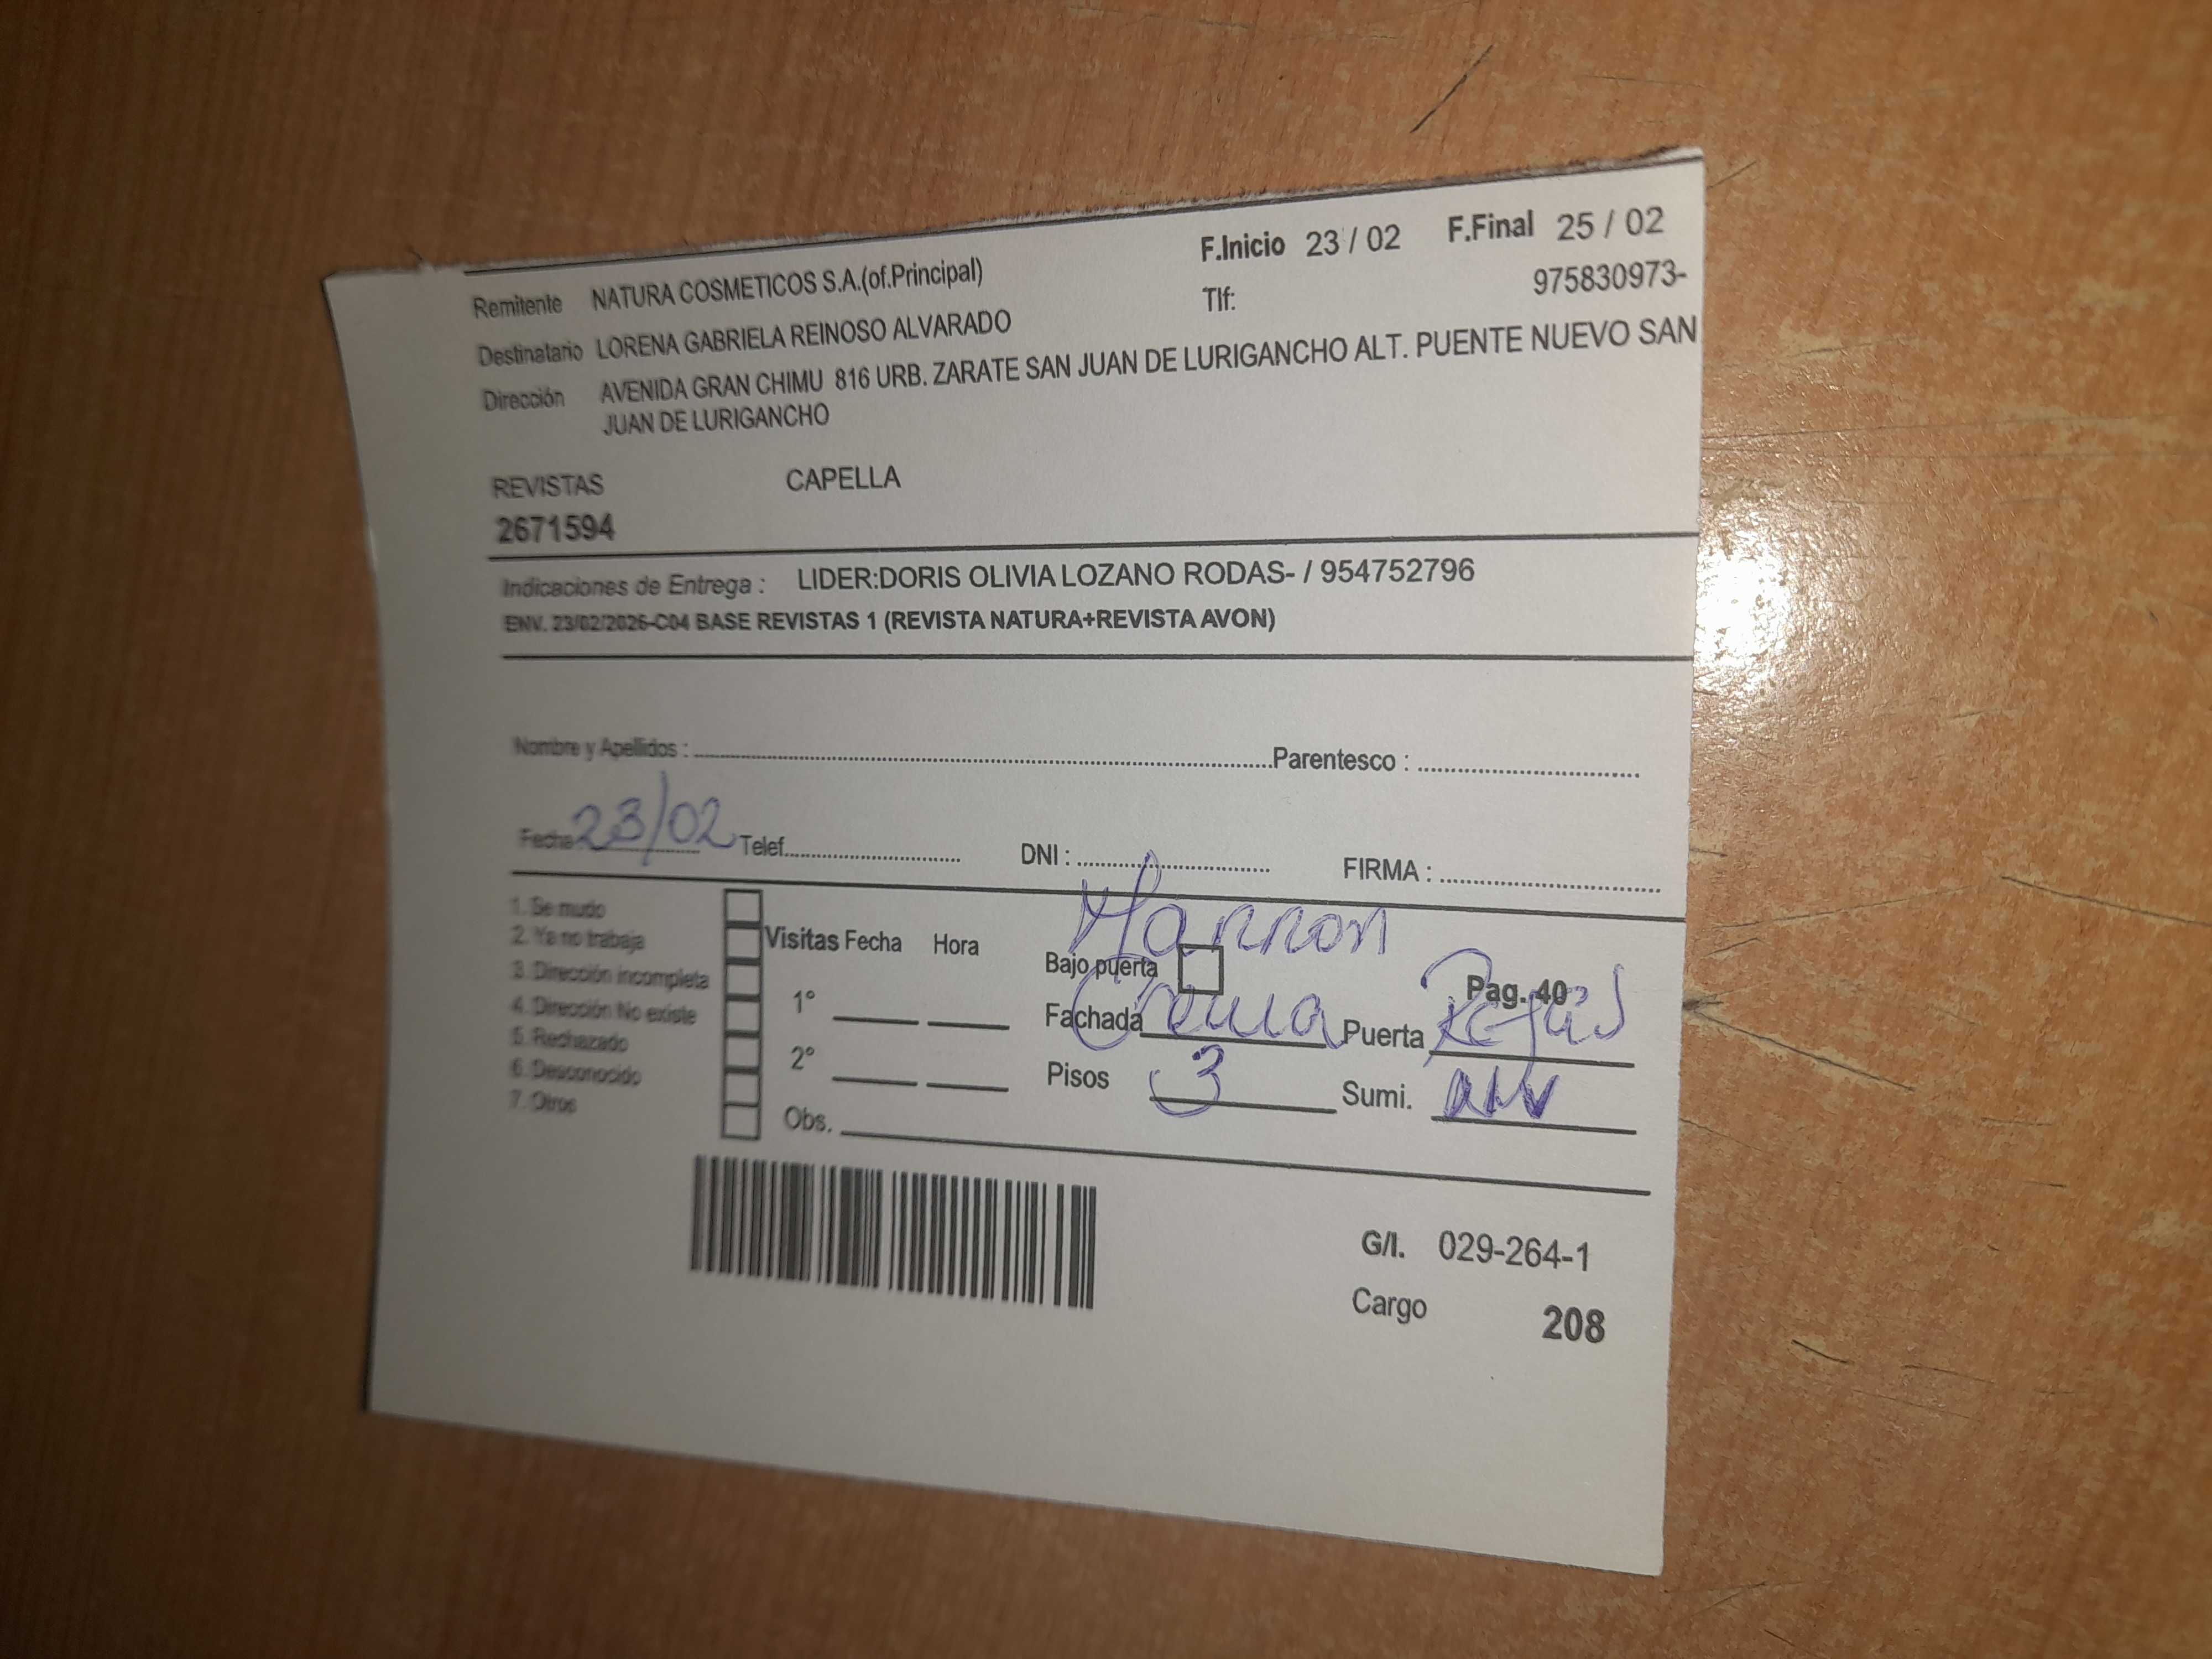 F.Inicio 23 / 02 F.Final 25 / 02
Remitente NATURA COSMETICOS S.A.(of.Principal) Tlf: 975830973-
Destinatario LORENA GABRIELA REINOSO ALVARADO
Dirección AVENIDA GRAN CHIMU 816 URB. ZARATE SAN JUAN DE LURIGANCHO ALT. PUENTE NUEVO SAN
JUAN DE LURIGANCHO
REVISTAS CAPELLA
2671594
Indicaciones de Entrega : LIDER:DORIS OLIVIA LOZANO RODAS- / 954752796
ENV. 23/02/2026-C04 BASE REVISTAS 1 (REVISTA NATURA+REVISTA AVON)
Nombre y Apellidos : Parentesco :
Fecha 23/02 Telef. DNI : FIRMA :
1. Se mudo
2. Ya no trabaja
3. Dirección incompleta
4. Dirección No existe
5. Rechazado
6. Desconocido
7. Otros
Visitas Fecha Hora
1°
2°
Obs.
Marron
Bajo puerta Pag. 40
Fachada Crema Puerta Rejas
Pisos 3 Sumi.
G/I. 029-264-1
Cargo 208